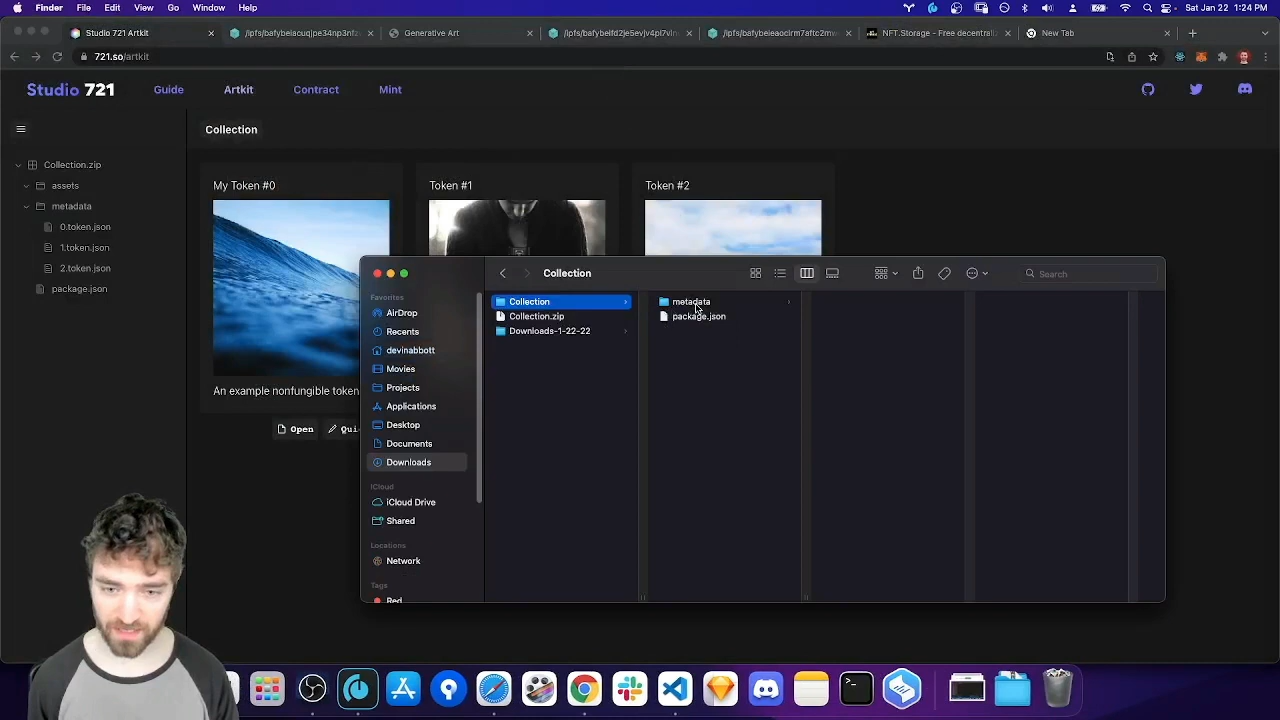 Finder File Edit View Go Window Help Sat Jan 22 1:24 PM
Studio 721 Artkit
Generative Art
NFT.Storage - Free decentrali
New Tab
721.so/artkit
Studio 721 Guide Artkit Contract Mint
Collection
Collection.zip
assets
metadata
0.token.json
1.token.json
2.token.json
package.json
My Token #0
Token #1
Token #2
An example nonfungible token
Open
Qui
Collection
Search
Favorites
AirDrop
Recents
devinabbott
Movies
Projects
Applications
Desktop
Documents
Downloads
iCloud
iCloud Drive
Shared
Locations
Network
Tags
Red
Collection
Collection.zip
Downloads-1-22-22
metadata
package.json